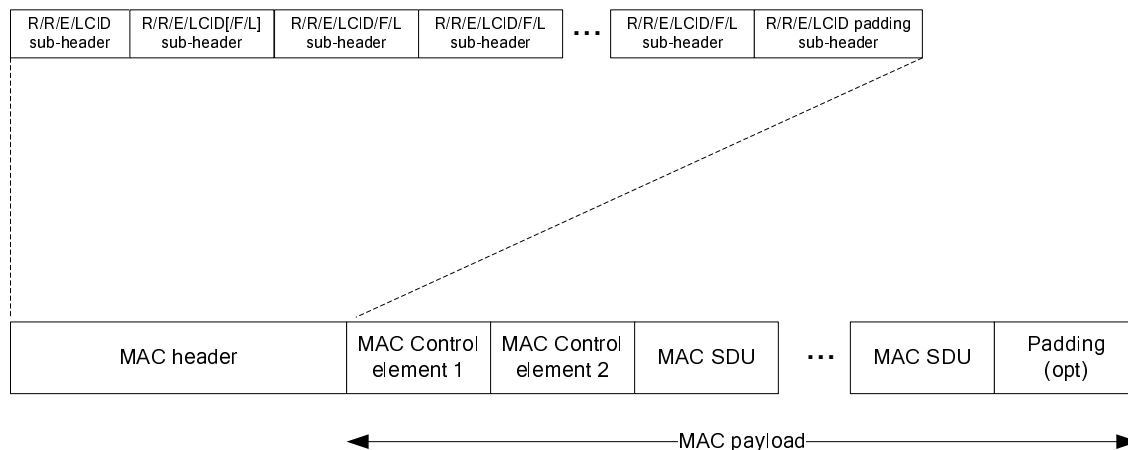 R/R/E/LCID
sub-header
R/R/E/LCID[/F/L]
sub-header
R/R/E/LCID/F/L
sub-header
R/R/E/LCID/F/L
sub-header
...
R/R/E/LCID/F/L
sub-header
R/R/E/LCID padding
sub-header
MAC header
MAC Control
element 1
MAC Control
element 2
MAC SDU
...
MAC SDU
Padding
(opt)
MAC payload